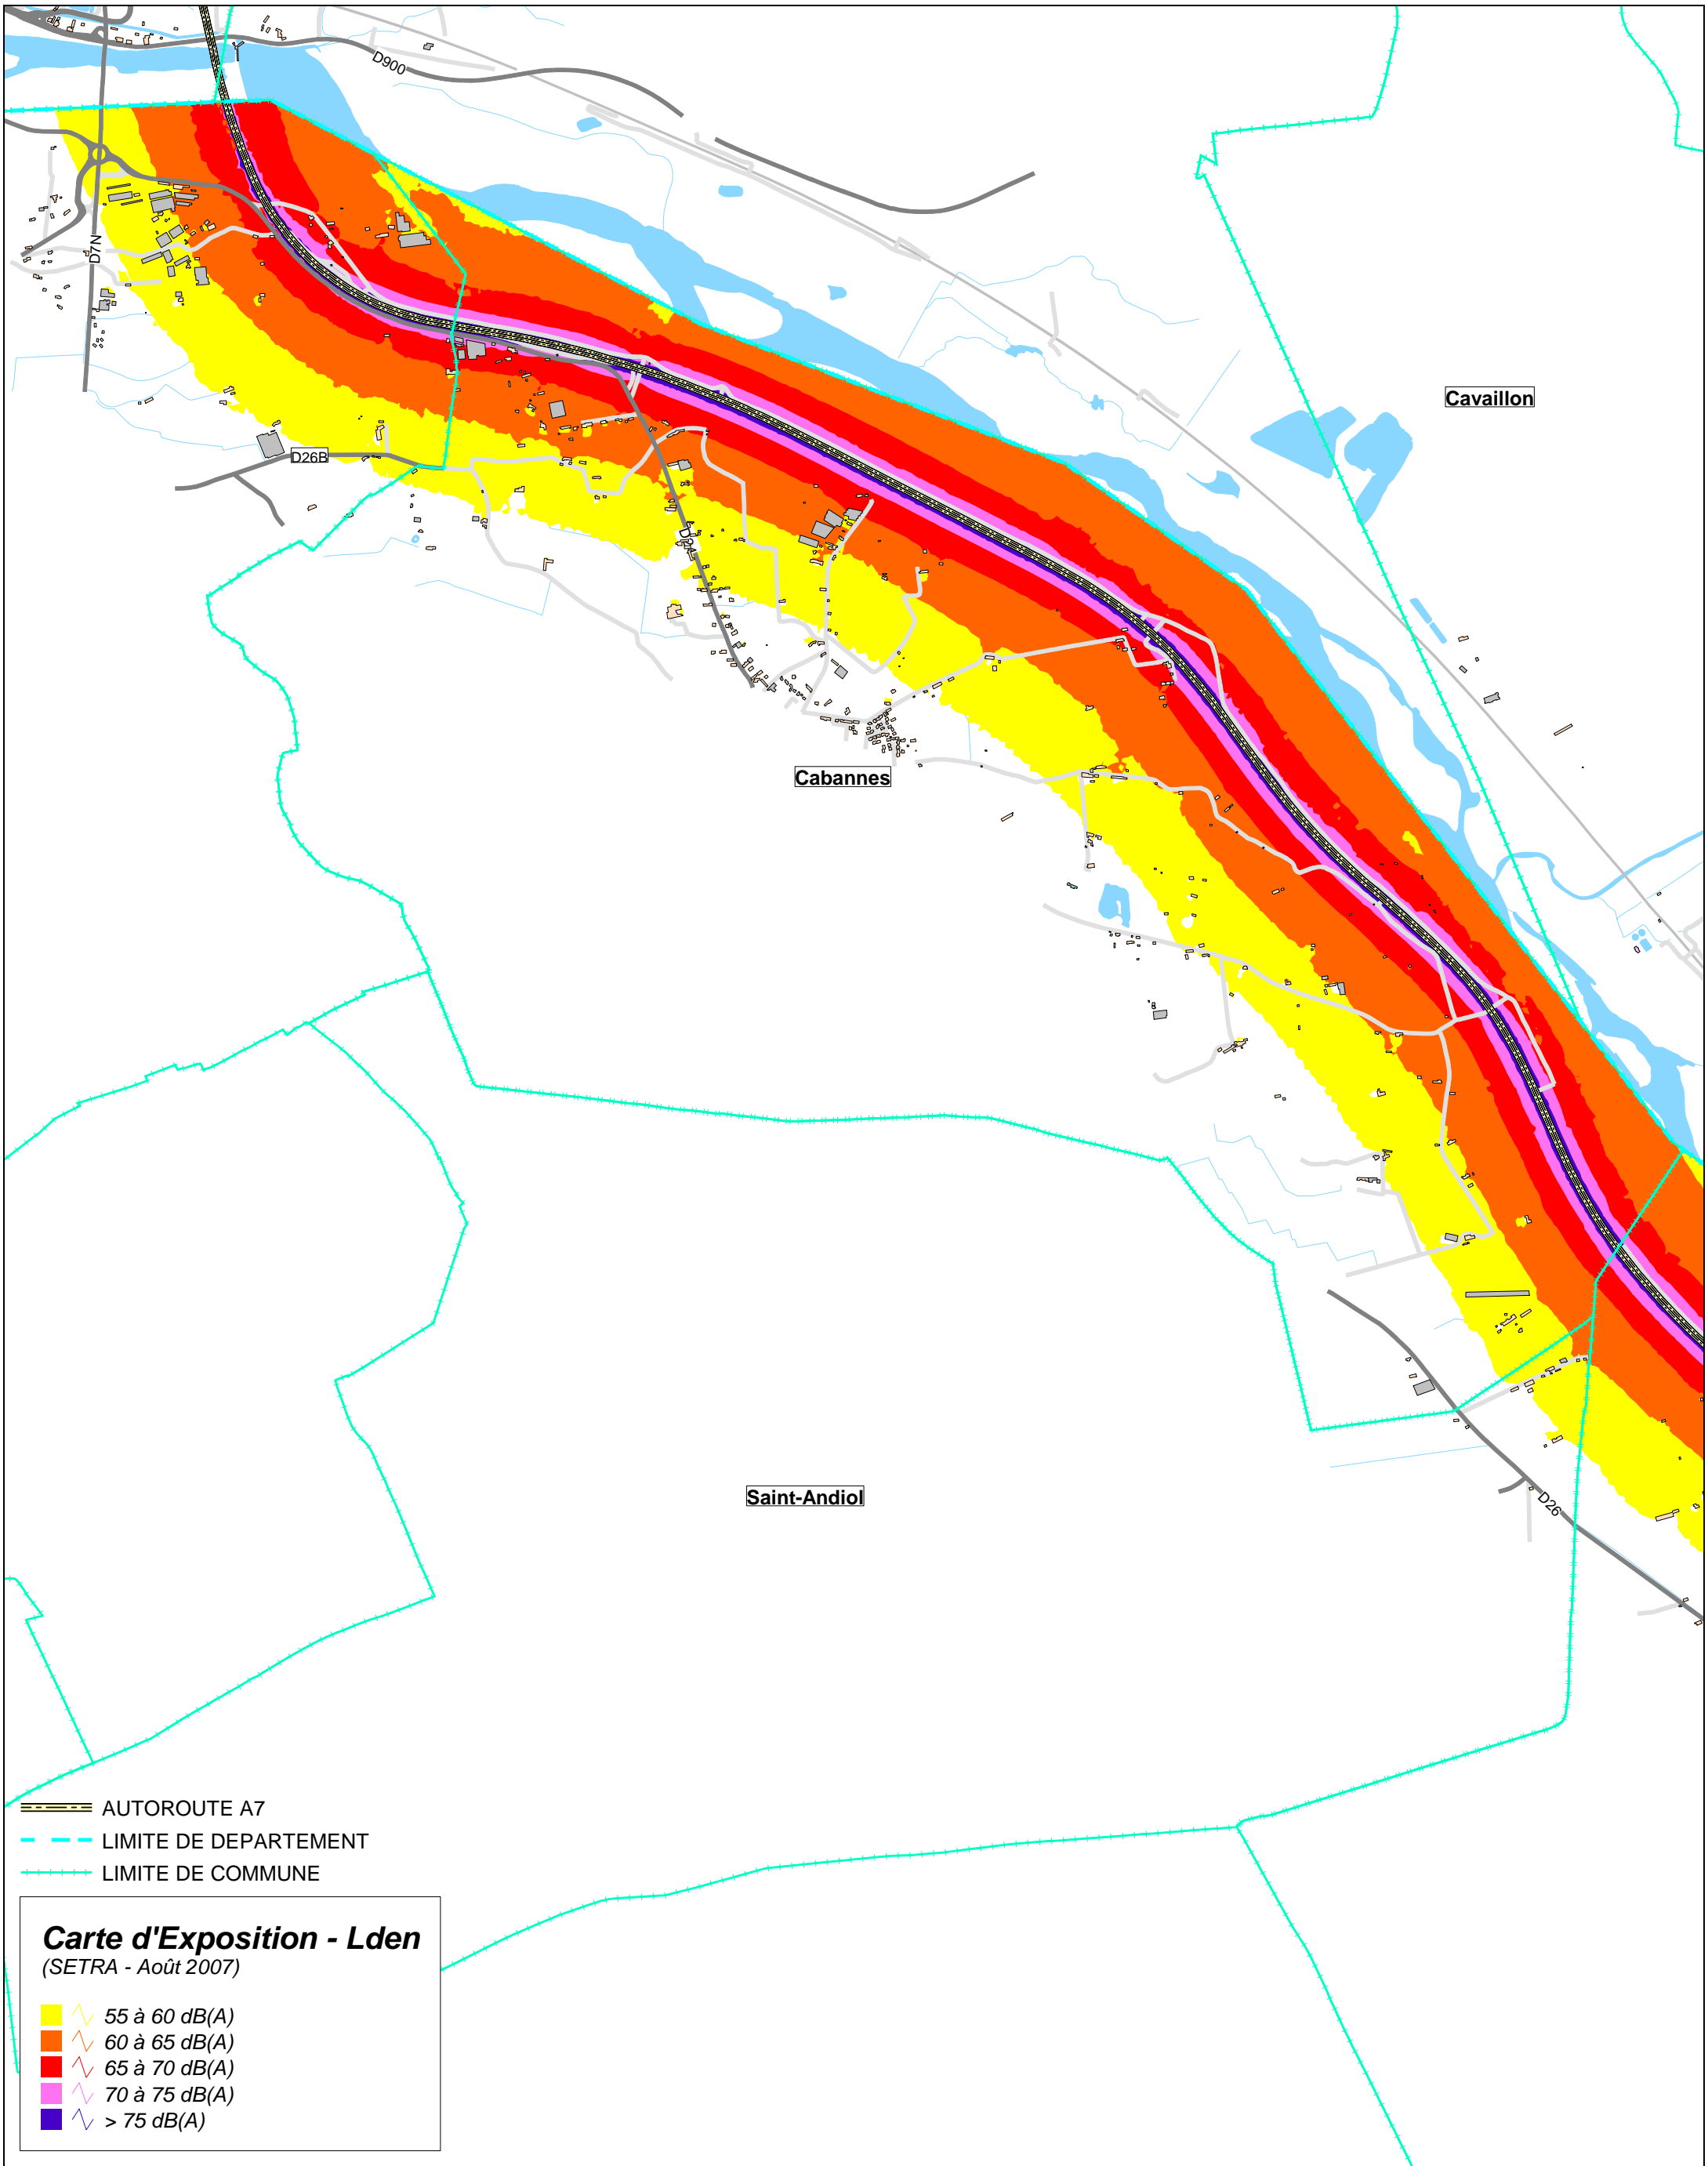 D900
D7N
Cavaillon
D26B
D24
Cabannes
Saint-Andiol
D26
AUTOROUTE A7
LIMITE DE DEPARTEMENT
LIMITE DE COMMUNE
Carte d'Exposition - Lden
(SETRA - Août 2007)
55 à 60 dB(A)
60 à 65 dB(A)
65 à 70 dB(A)
70 à 75 dB(A)
> 75 dB(A)